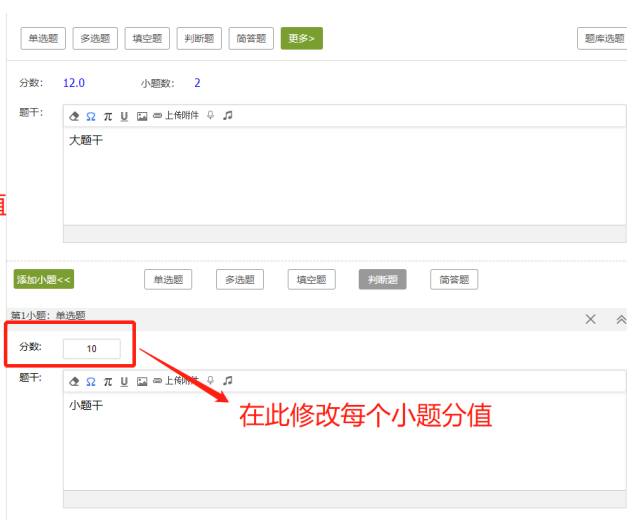 单选题 多选题 填空题 判断题 简答题 更多> 题库选题
分数: 12.0 小题数: 2
题干:
Ω π U 上传附件
大题干
添加小题<< 单选题 多选题 填空题 判断题 简答题
第1小题: 单选题
分数: 10
题干:
Ω π U 上传附件
小题干
在此修改每个小题分值